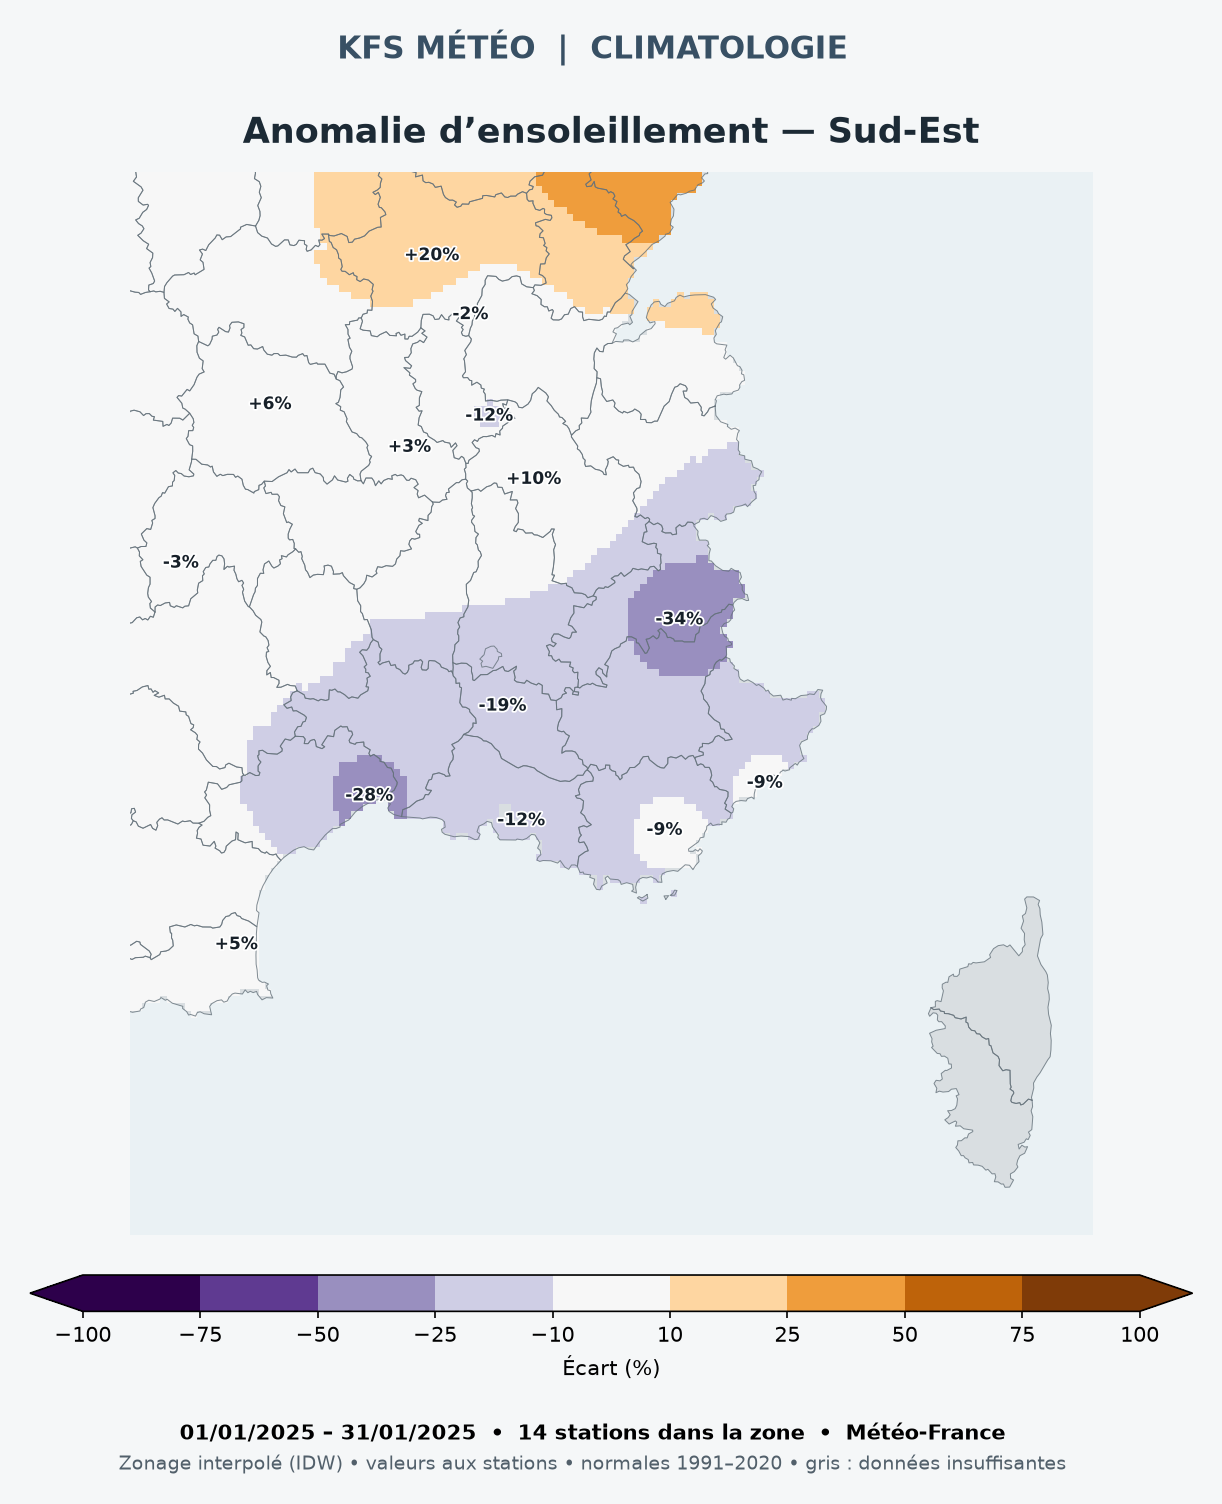 KFS MÉTÉO | CLIMATOLOGIE
Anomalie d’ensoleillement — Sud-Est
+20%
-2%
+6%
-12%
+3%
+10%
-3%
-34%
-19%
-9%
-28%
-12%
-9%
+5%
−100 −75 −50 −25 −10 10 25 50 75 100
Écart (%)
01/01/2025 – 31/01/2025 • 14 stations dans la zone • Météo-France
Zonage interpolé (IDW) • valeurs aux stations • normales 1991–2020 • gris : données insuffisantes